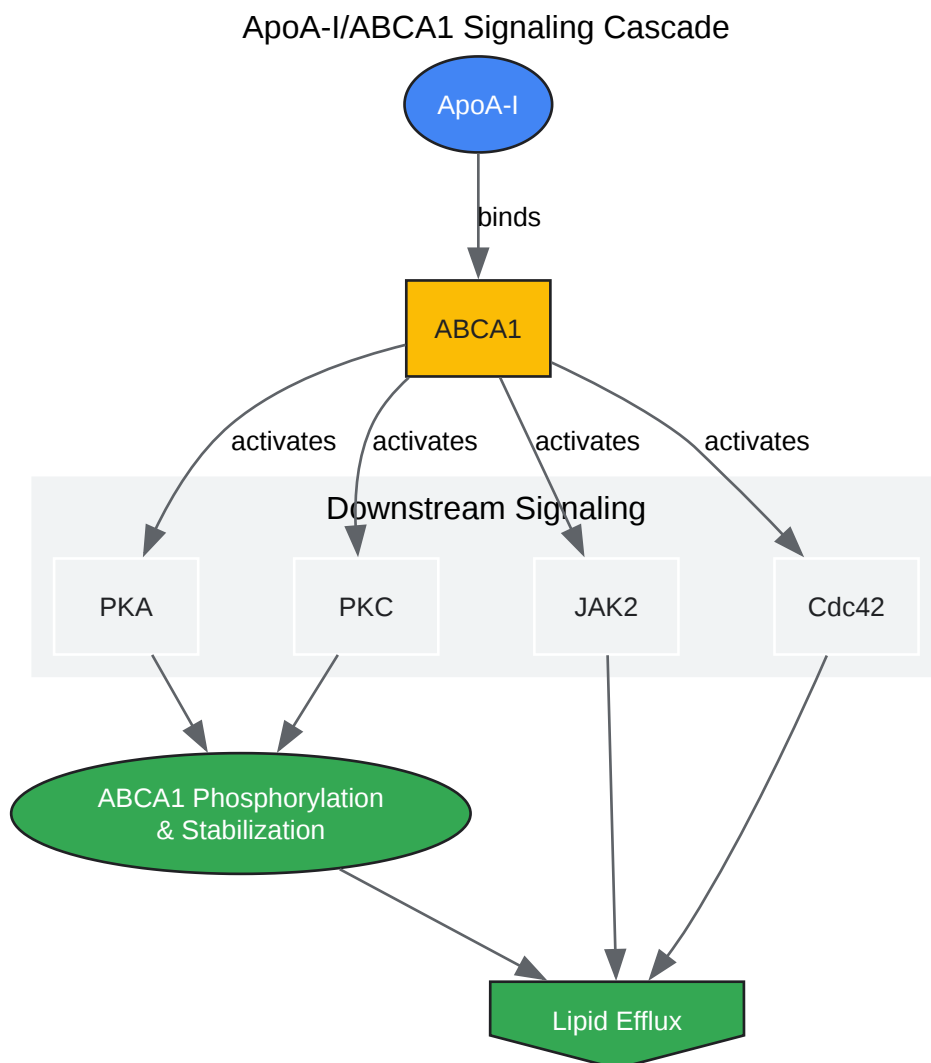 ApoA-I/ABCA1 Signaling Cascade
ApoA-I
binds
ABCA1
activates
activates
activates
activates
Downstream Signaling
PKA
PKC
JAK2
Cdc42
ABCA1 Phosphorylation
& Stabilization
Lipid Efflux